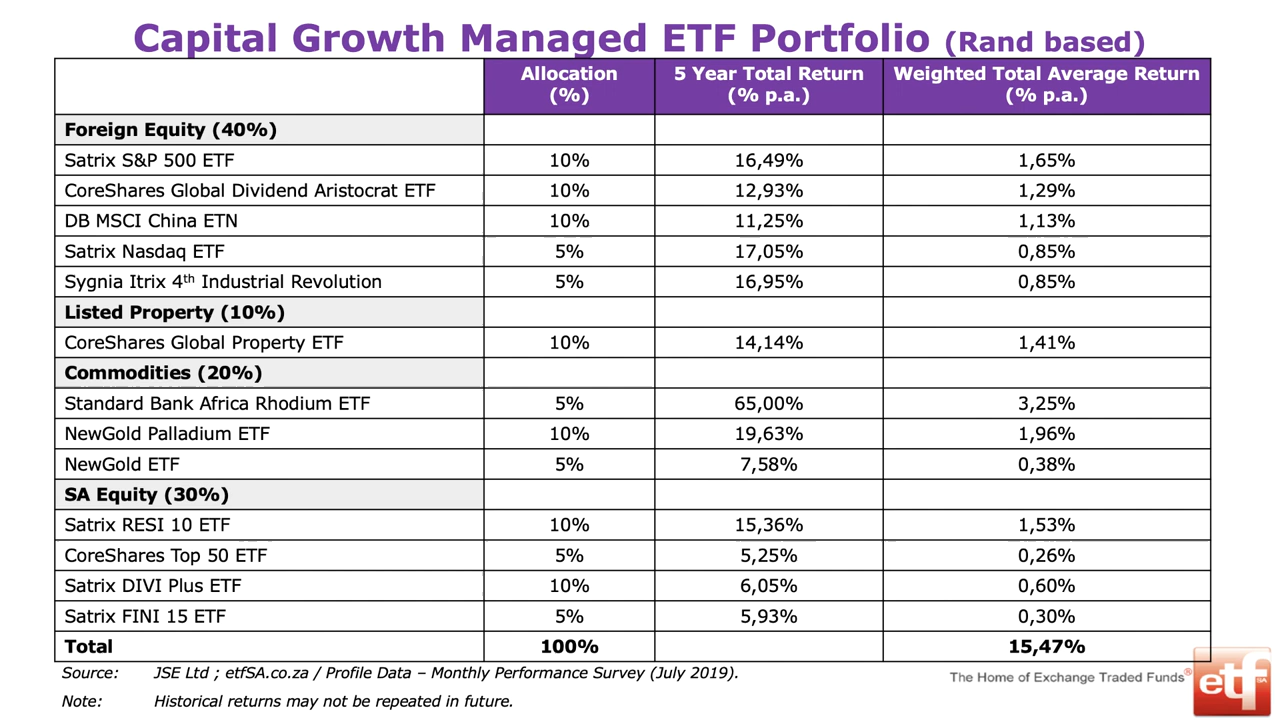 Capital Growth Managed ETF Portfolio (Rand based)
Allocation (%) 5 Year Total Return (% p.a.) Weighted Total Average Return (% p.a.)
Foreign Equity (40%)
Satrix S&P 500 ETF 10% 16,49% 1,65%
CoreShares Global Dividend Aristocrat ETF 10% 12,93% 1,29%
DB MSCI China ETN 10% 11,25% 1,13%
Satrix Nasdaq ETF 5% 17,05% 0,85%
Sygnia Itrix 4th Industrial Revolution 5% 16,95% 0,85%
Listed Property (10%)
CoreShares Global Property ETF 10% 14,14% 1,41%
Commodities (20%)
Standard Bank Africa Rhodium ETF 5% 65,00% 3,25%
NewGold Palladium ETF 10% 19,63% 1,96%
NewGold ETF 5% 7,58% 0,38%
SA Equity (30%)
Satrix RESI 10 ETF 10% 15,36% 1,53%
CoreShares Top 50 ETF 5% 5,25% 0,26%
Satrix DIVI Plus ETF 10% 6,05% 0,60%
Satrix FINI 15 ETF 5% 5,93% 0,30%
Total 100% 15,47%
Source: JSE Ltd ; etfSA.co.za / Profile Data – Monthly Performance Survey (July 2019).
Note: Historical returns may not be repeated in future.
The Home of Exchange Traded Funds®
etf SA